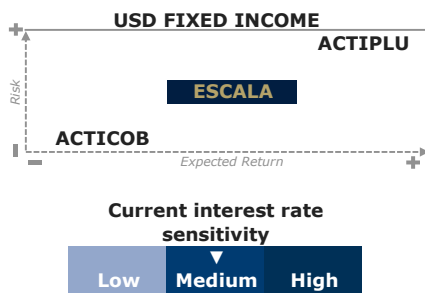 USD FIXED INCOME
ACTIPLU
Risk
ESCALA
ACTICOB
Expected Return
Current interest rate
sensitivity
Low Medium High